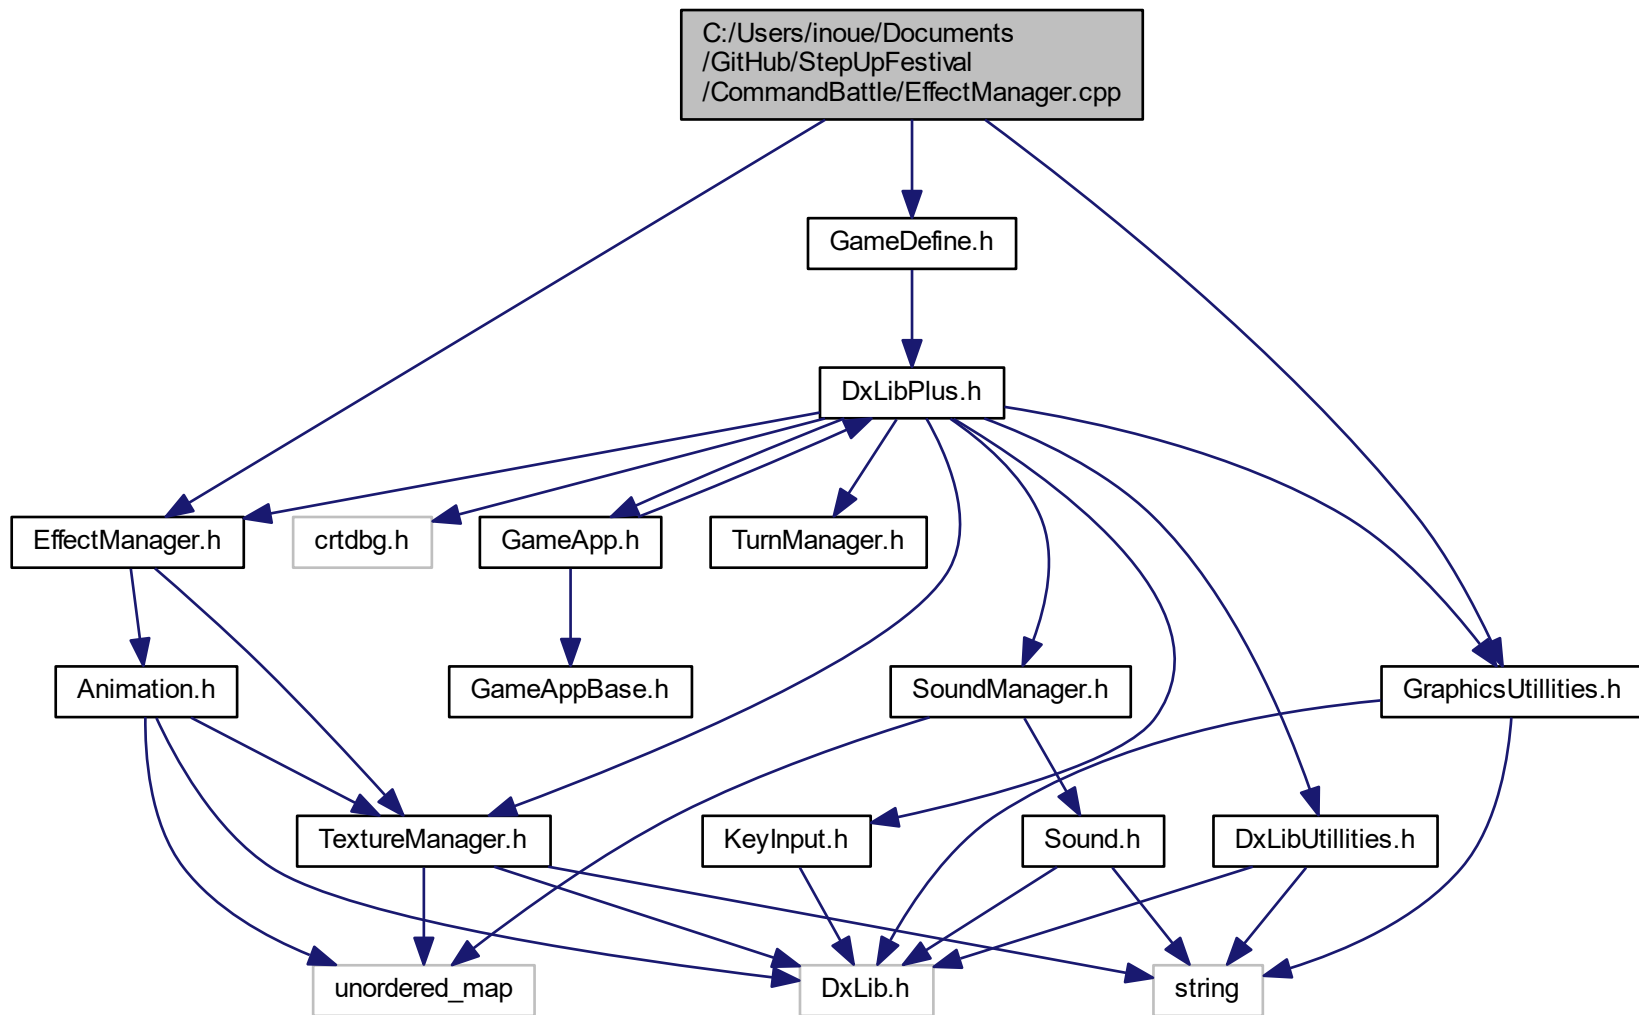 C:/Users/inoue/Documents
/GitHub/StepUpFestival
/CommandBattle/EffectManager.cpp
GameDefine.h
DxLibPlus.h
EffectManager.h
crtdbg.h
GameApp.h
TurnManager.h
Animation.h
GameAppBase.h
SoundManager.h
GraphicsUtillities.h
TextureManager.h
KeyInput.h
Sound.h
DxLibUtillities.h
unordered_map
DxLib.h
string